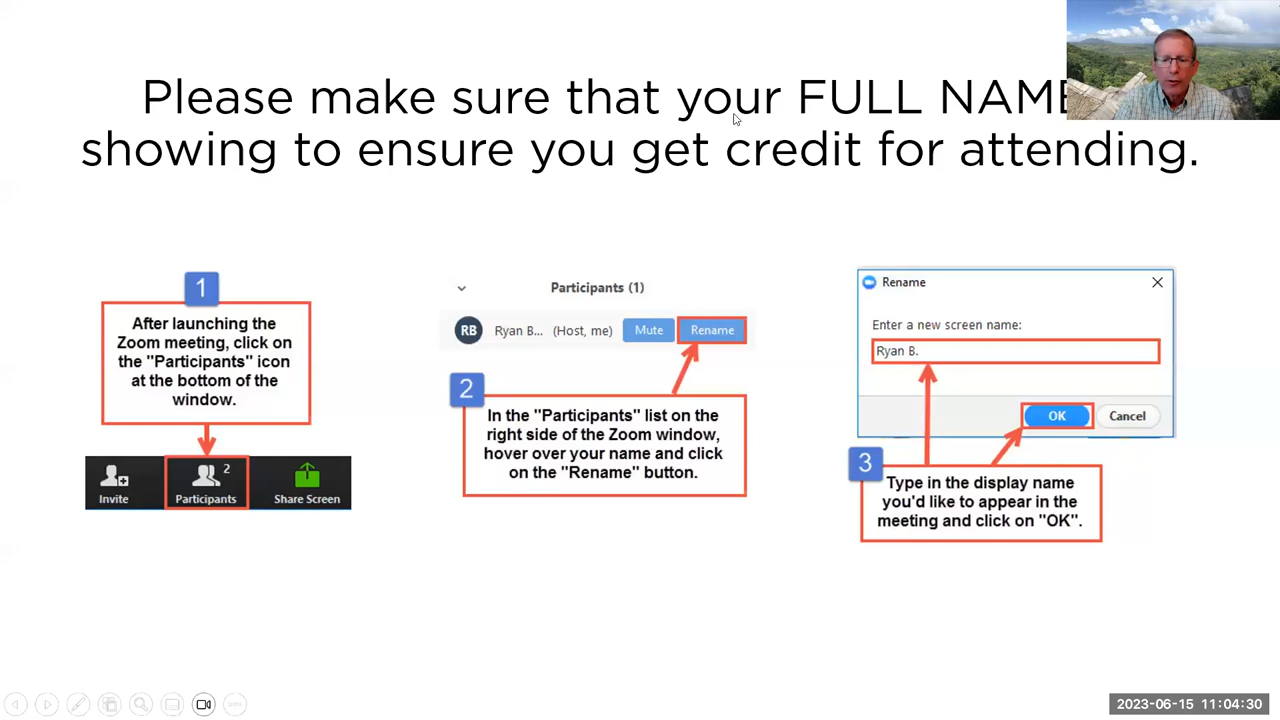 Please make sure that your FULL NAME
showing to ensure you get credit for attending.
1
After launching the
Zoom meeting, click on
the "Participants" icon
at the bottom of the
window.
Invite
Participants
2
Share Screen
Participants (1)
RB
Ryan B...
(Host, me)
Mute
Rename
2
In the "Participants" list on the
right side of the Zoom window,
hover over your name and click
on the "Rename" button.
Rename
Enter a new screen name:
Ryan B.
OK
Cancel
3
Type in the display name
you'd like to appear in the
meeting and click on "OK".
2023-06-15 11:04:30